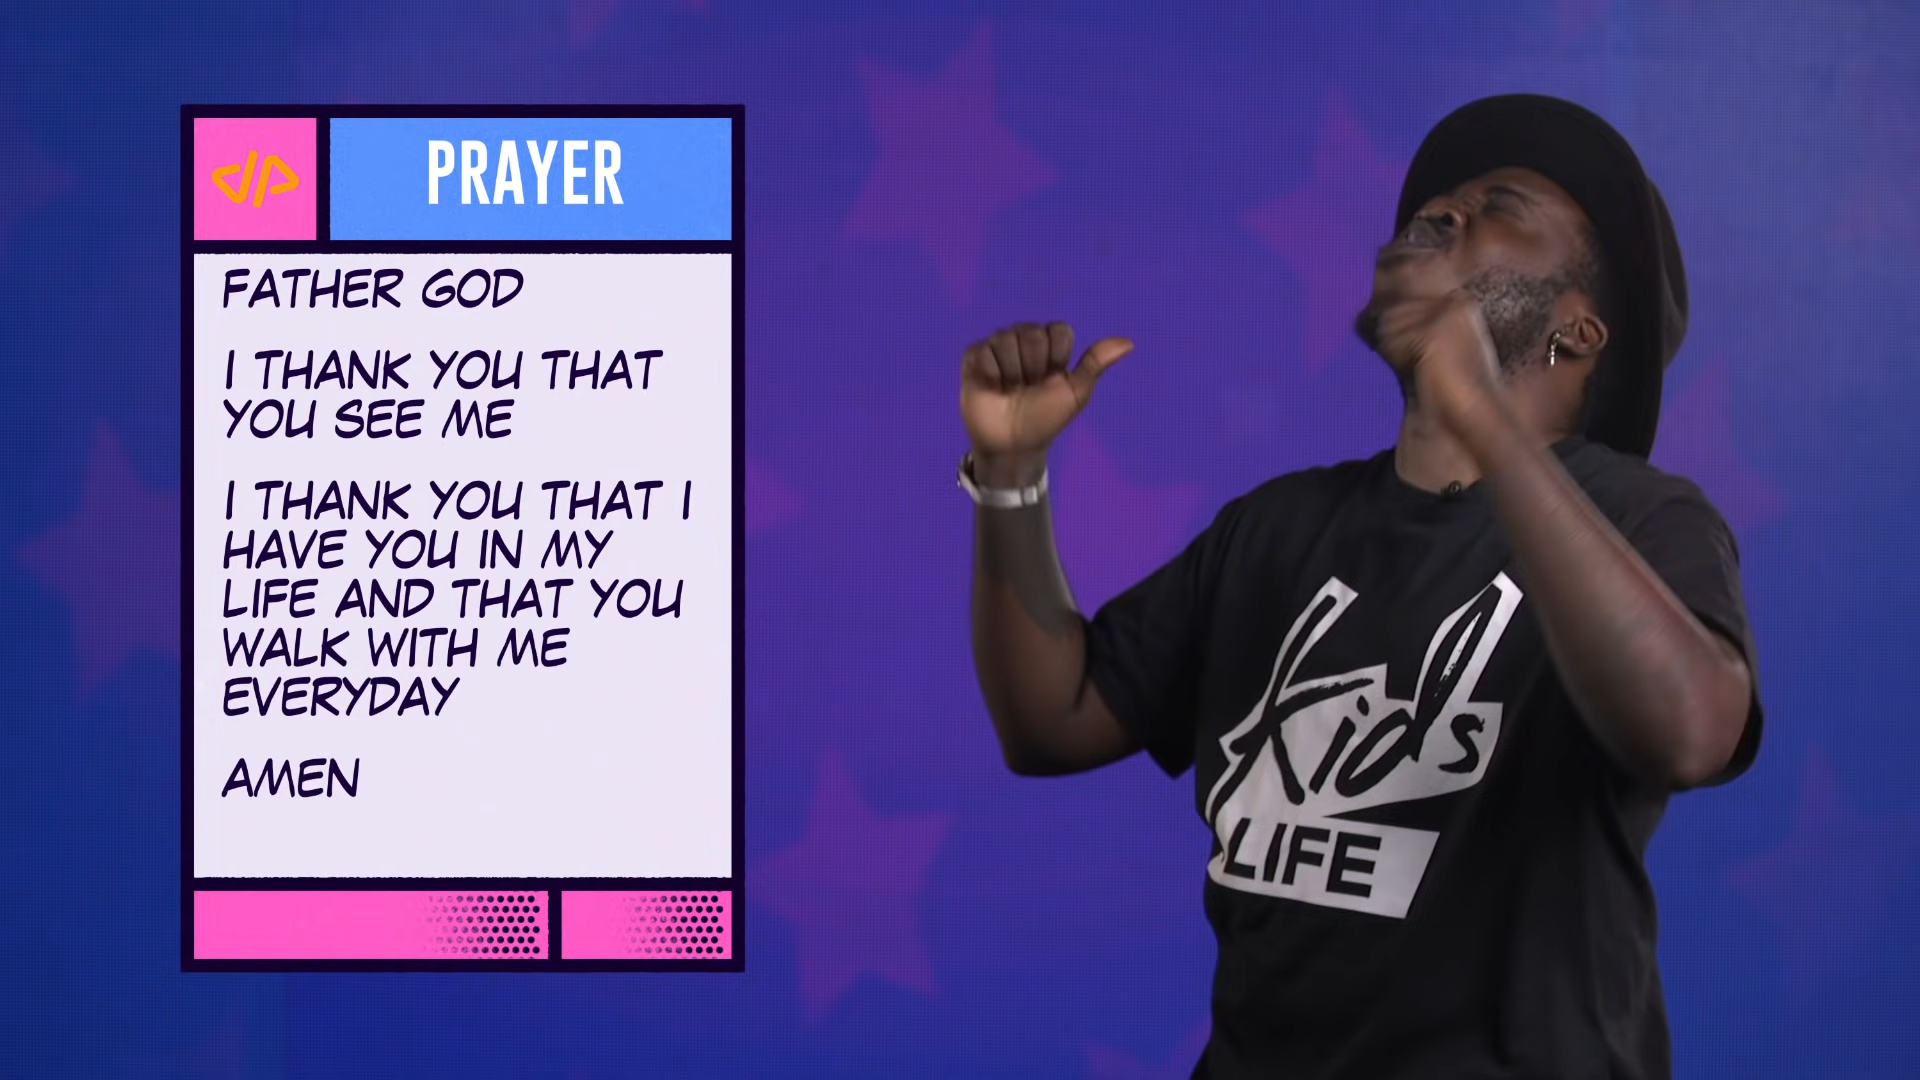 </P>
PRAYER
FATHER GOD
I THANK YOU THAT
YOU SEE ME
I THANK YOU THAT I
HAVE YOU IN MY
LIFE AND THAT YOU
WALK WITH ME
EVERYDAY
AMEN
Kids
LIFE